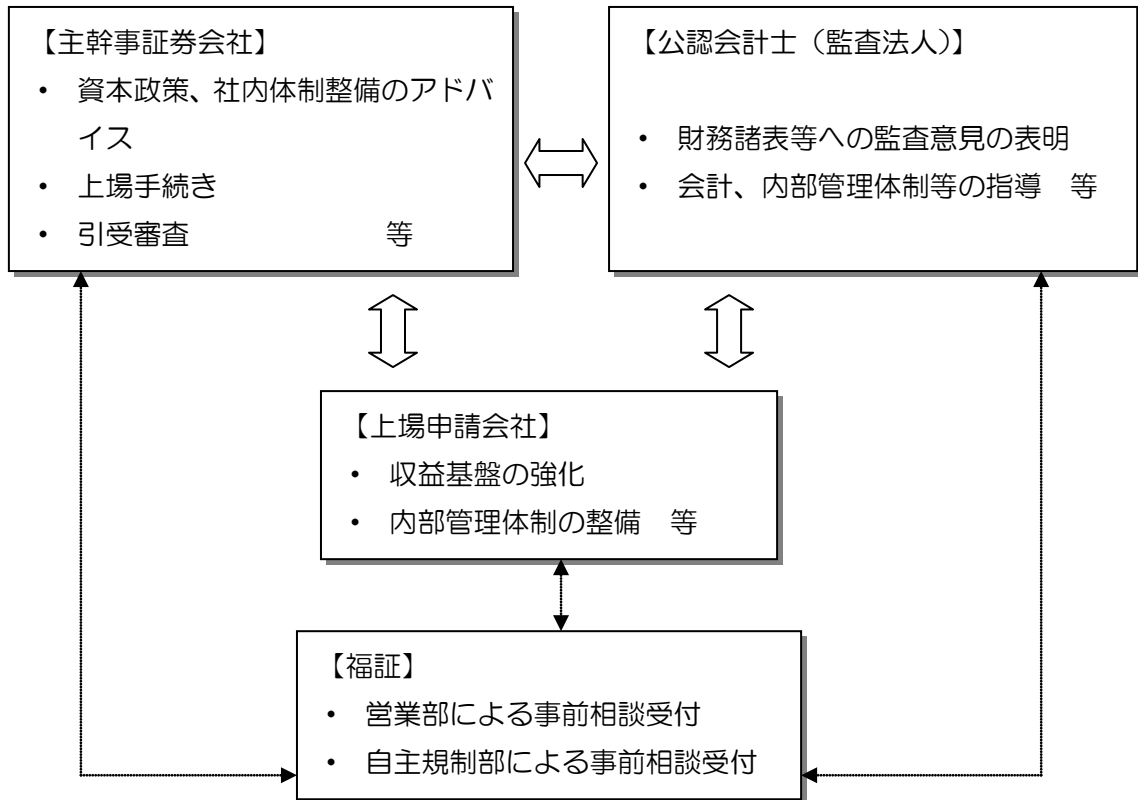 【主幹事証券会社】
・ 資本政策、社内体制整備のアドバ
イス
・ 上場手続き
・ 引受審査　　　　　等
【公認会計士（監査法人）】
・ 財務諸表等への監査意見の表明
・ 会計、内部管理体制等の指導　等
【上場申請会社】
・ 収益基盤の強化
・ 内部管理体制の整備　等
【福証】
・ 営業部による事前相談受付
・ 自主規制部による事前相談受付